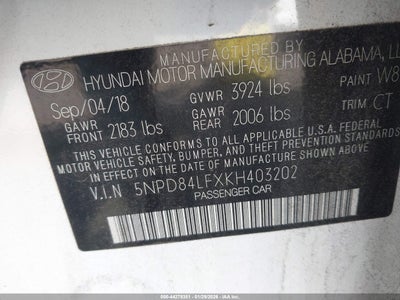 MANUFACTURED BY
HYUNDAI MOTOR MANUFACTURING ALABAMA, LL
Sep/04/18 GVWR 3924 lbs PAINT W8
GAWR FRONT 2183 lbs GAWR REAR 2006 lbs TRIM CT
THIS VEHICLE CONFORMS TO ALL APPLICABLE U.S.A. FEDERAL
MOTOR VEHICLE SAFETY, BUMPER, AND THEFT PREVENTION
STANDARDS IN EFFECT ON THE DATE OF MANUFACTURE SHOWN ABOVE.
V.I.N 5NPD84LFXKH403202
PASSENGER CAR